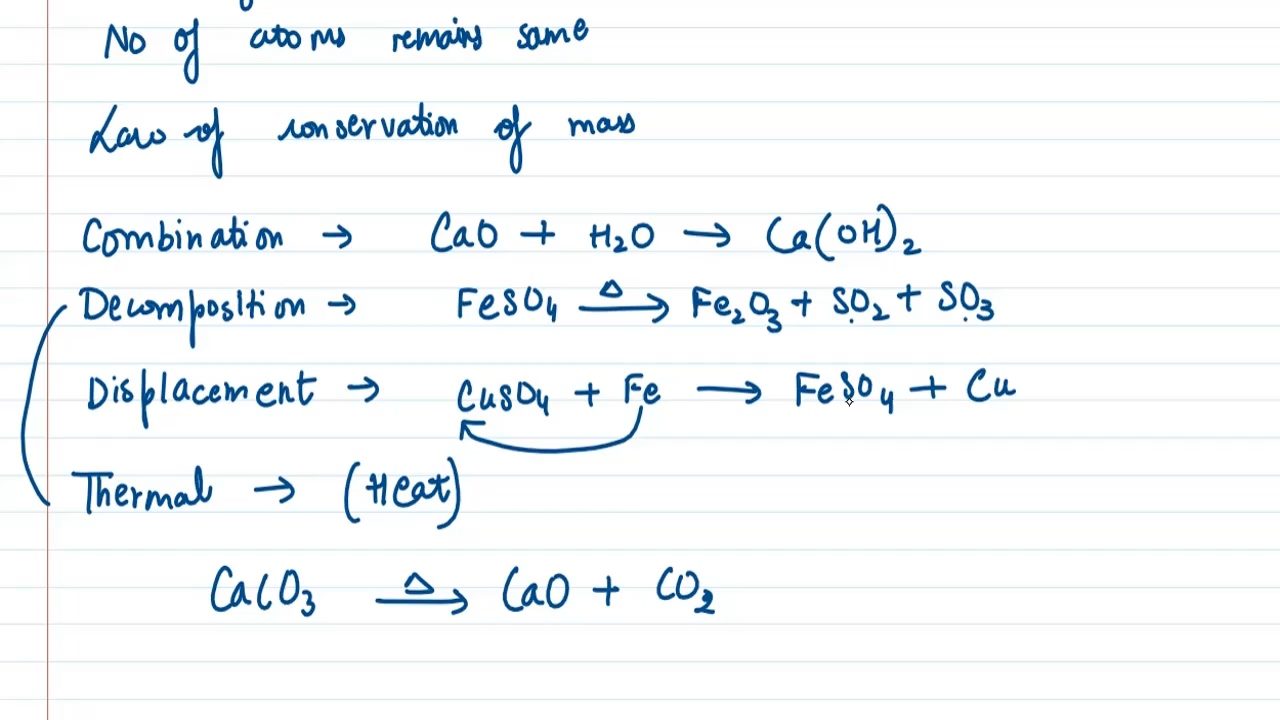 No of atoms remains same
Law of conservation of mass
Combination → CaO + H₂O → Ca(OH)₂
Decomposition → FeSO₄ —Δ→ Fe₂O₃ + SO₂ + SO₃
Displacement → CuSO₄ + Fe → FeSO₄ + Cu
Thermal → (Heat)
CaCO₃ —Δ→ CaO + CO₂